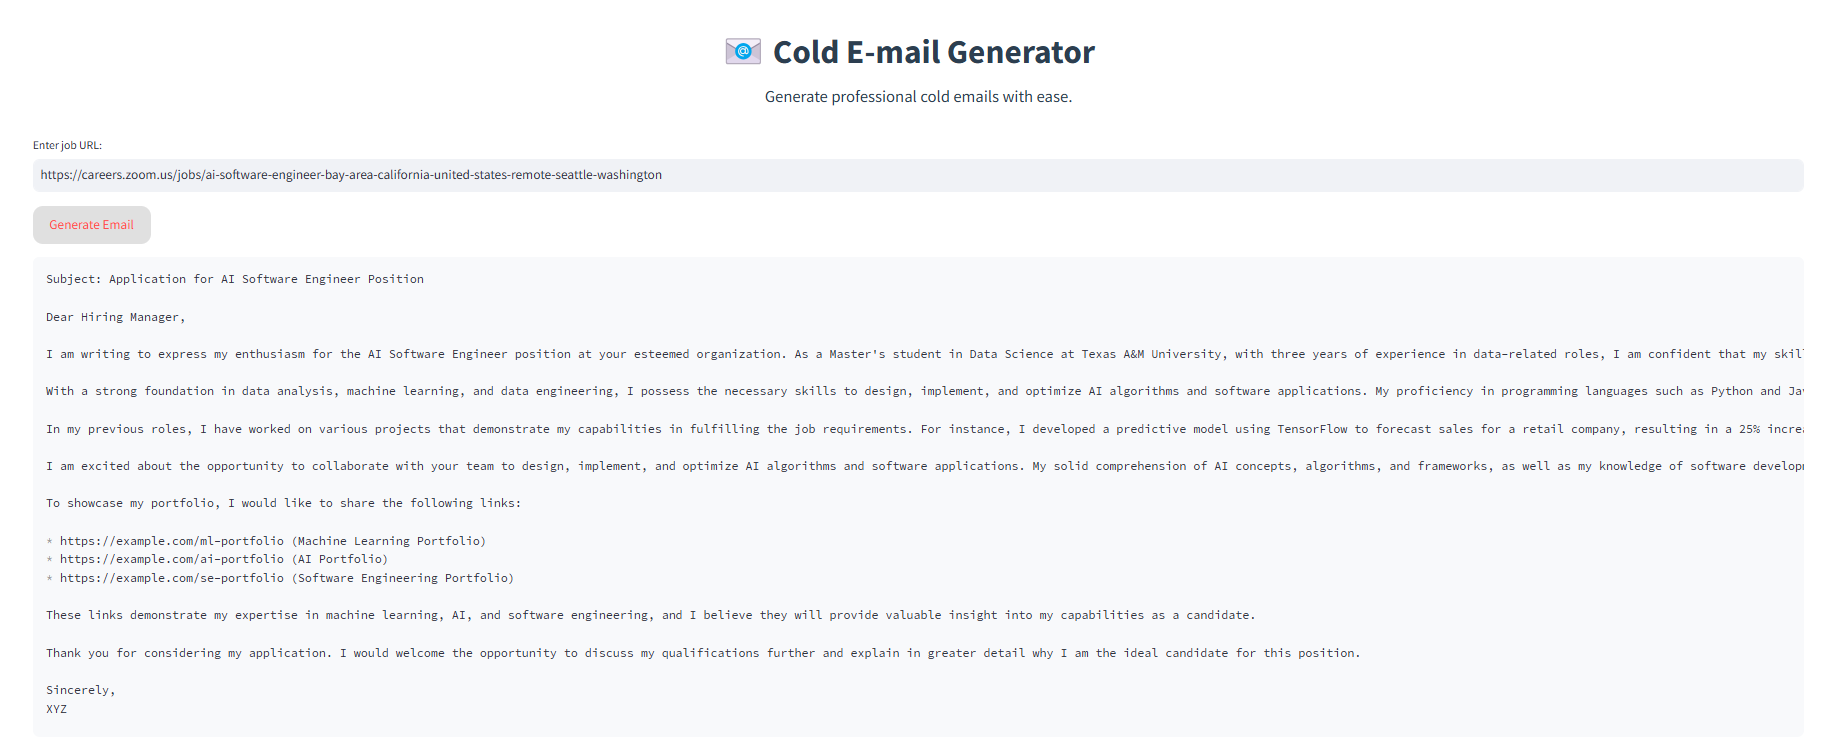 Cold E-mail Generator
Generate professional cold emails with ease.
Enter job URL:
https://careers.zoom.us/jobs/ai-software-engineer-bay-area-california-united-states-remote-seattle-washington
Generate Email
Subject: Application for AI Software Engineer Position
Dear Hiring Manager,
I am writing to express my enthusiasm for the AI Software Engineer position at your esteemed organization. As a Master's student in Data Science at Texas A&M University, with three years of experience in data-related roles, I am confident that my
With a strong foundation in data analysis, machine learning, and data engineering, I possess the necessary skills to design, implement, and optimize AI algorithms and software applications. My proficiency in programming languages such as Python and
In my previous roles, I have worked on various projects that demonstrate my capabilities in fulfilling the job requirements. For instance, I developed a predictive model using TensorFlow to forecast sales for a retail company, resulting in a 25%
I am excited about the opportunity to collaborate with your team to design, implement, and optimize AI algorithms and software applications. My solid comprehension of AI concepts, algorithms, and frameworks, as well as my knowledge of software
To showcase my portfolio, I would like to share the following links:
* https://example.com/ml-portfolio (Machine Learning Portfolio)
* https://example.com/ai-portfolio (AI Portfolio)
* https://example.com/se-portfolio (Software Engineering Portfolio)
These links demonstrate my expertise in machine learning, AI, and software engineering, and I believe they will provide valuable insight into my capabilities as a candidate.
Thank you for considering my application. I would welcome the opportunity to discuss my qualifications further and explain in greater detail why I am the ideal candidate for this position.
Sincerely,
XYZ